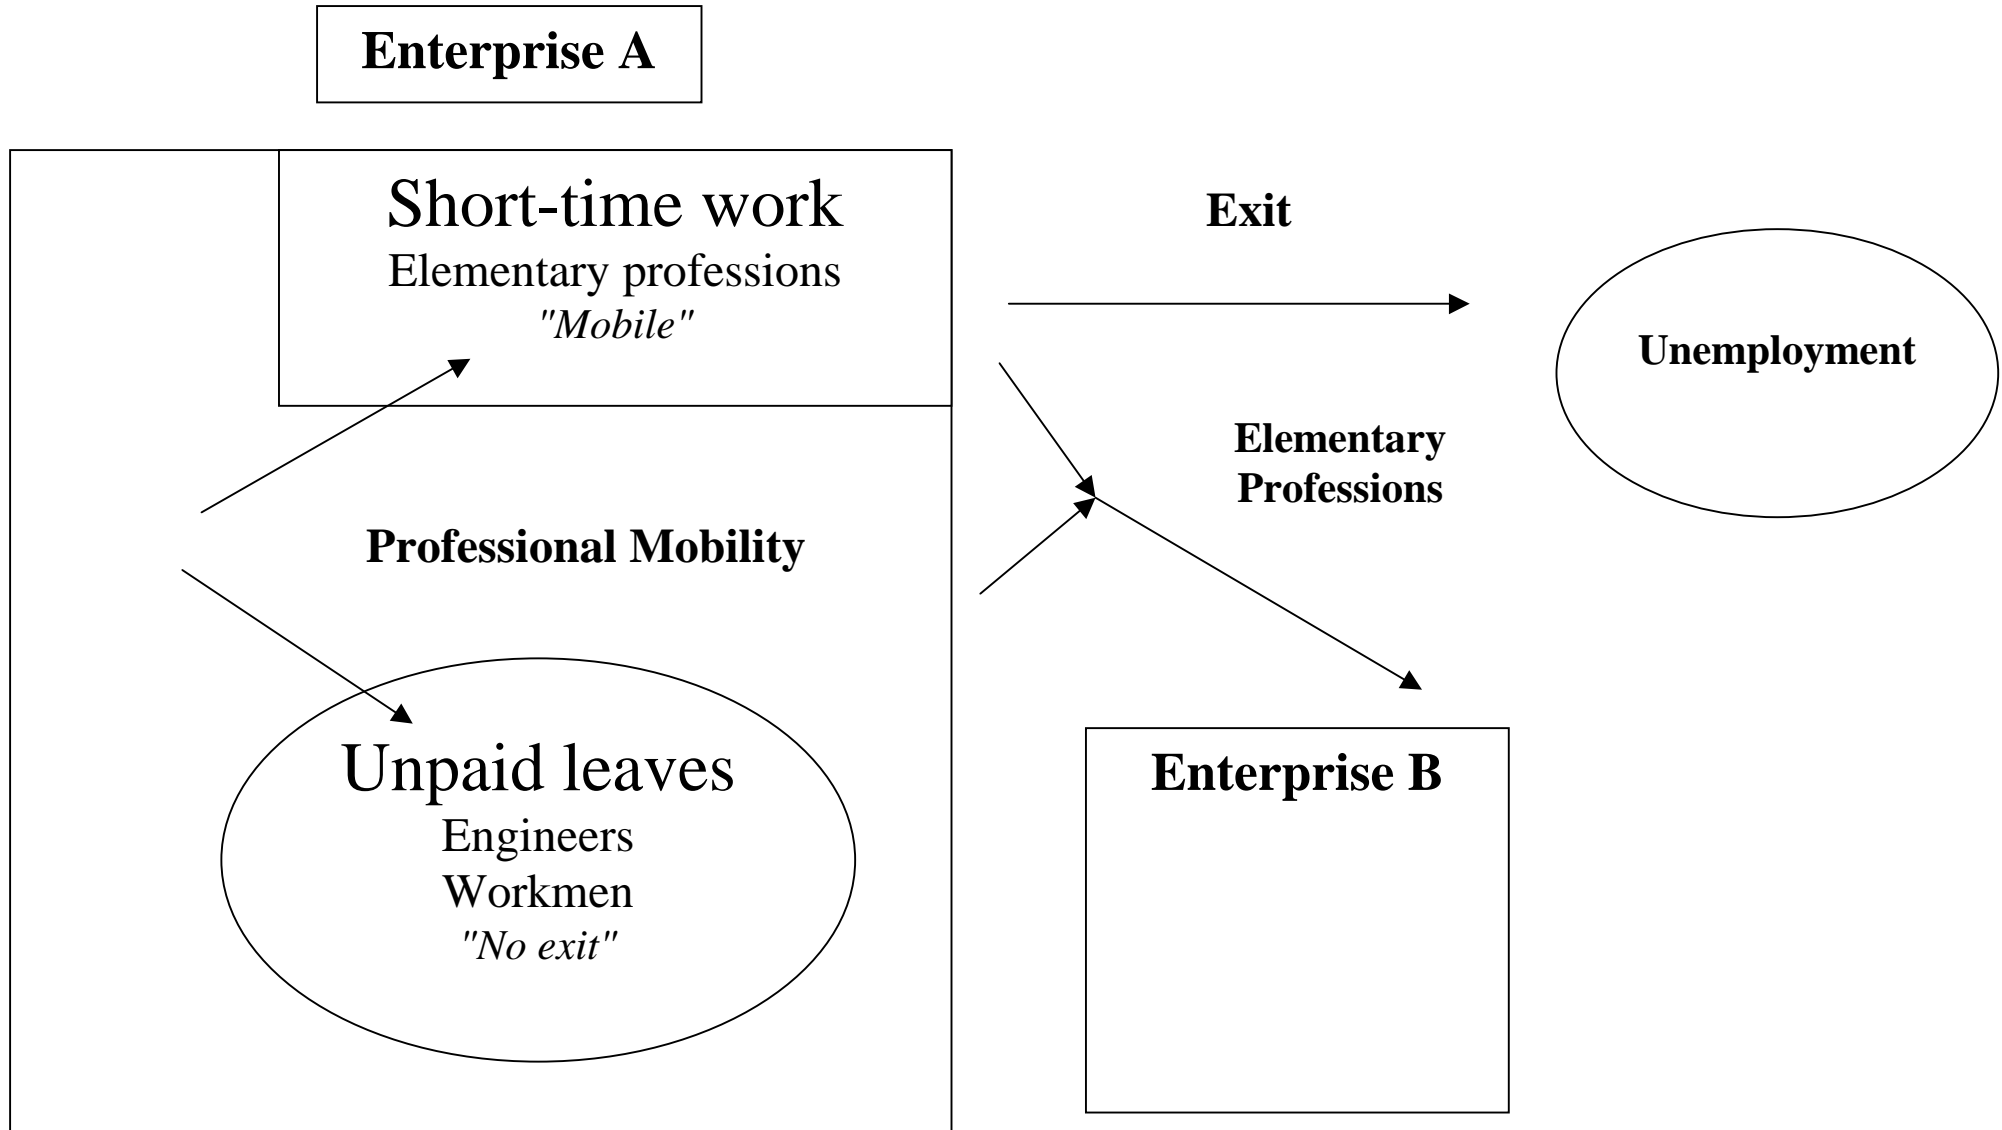 Enterprise A
Short-time work
Elementary professions
"Mobile"
Exit
Unemployment
Elementary
Professions
Professional Mobility
Unpaid leaves
Engineers
Workmen
"No exit"
Enterprise B